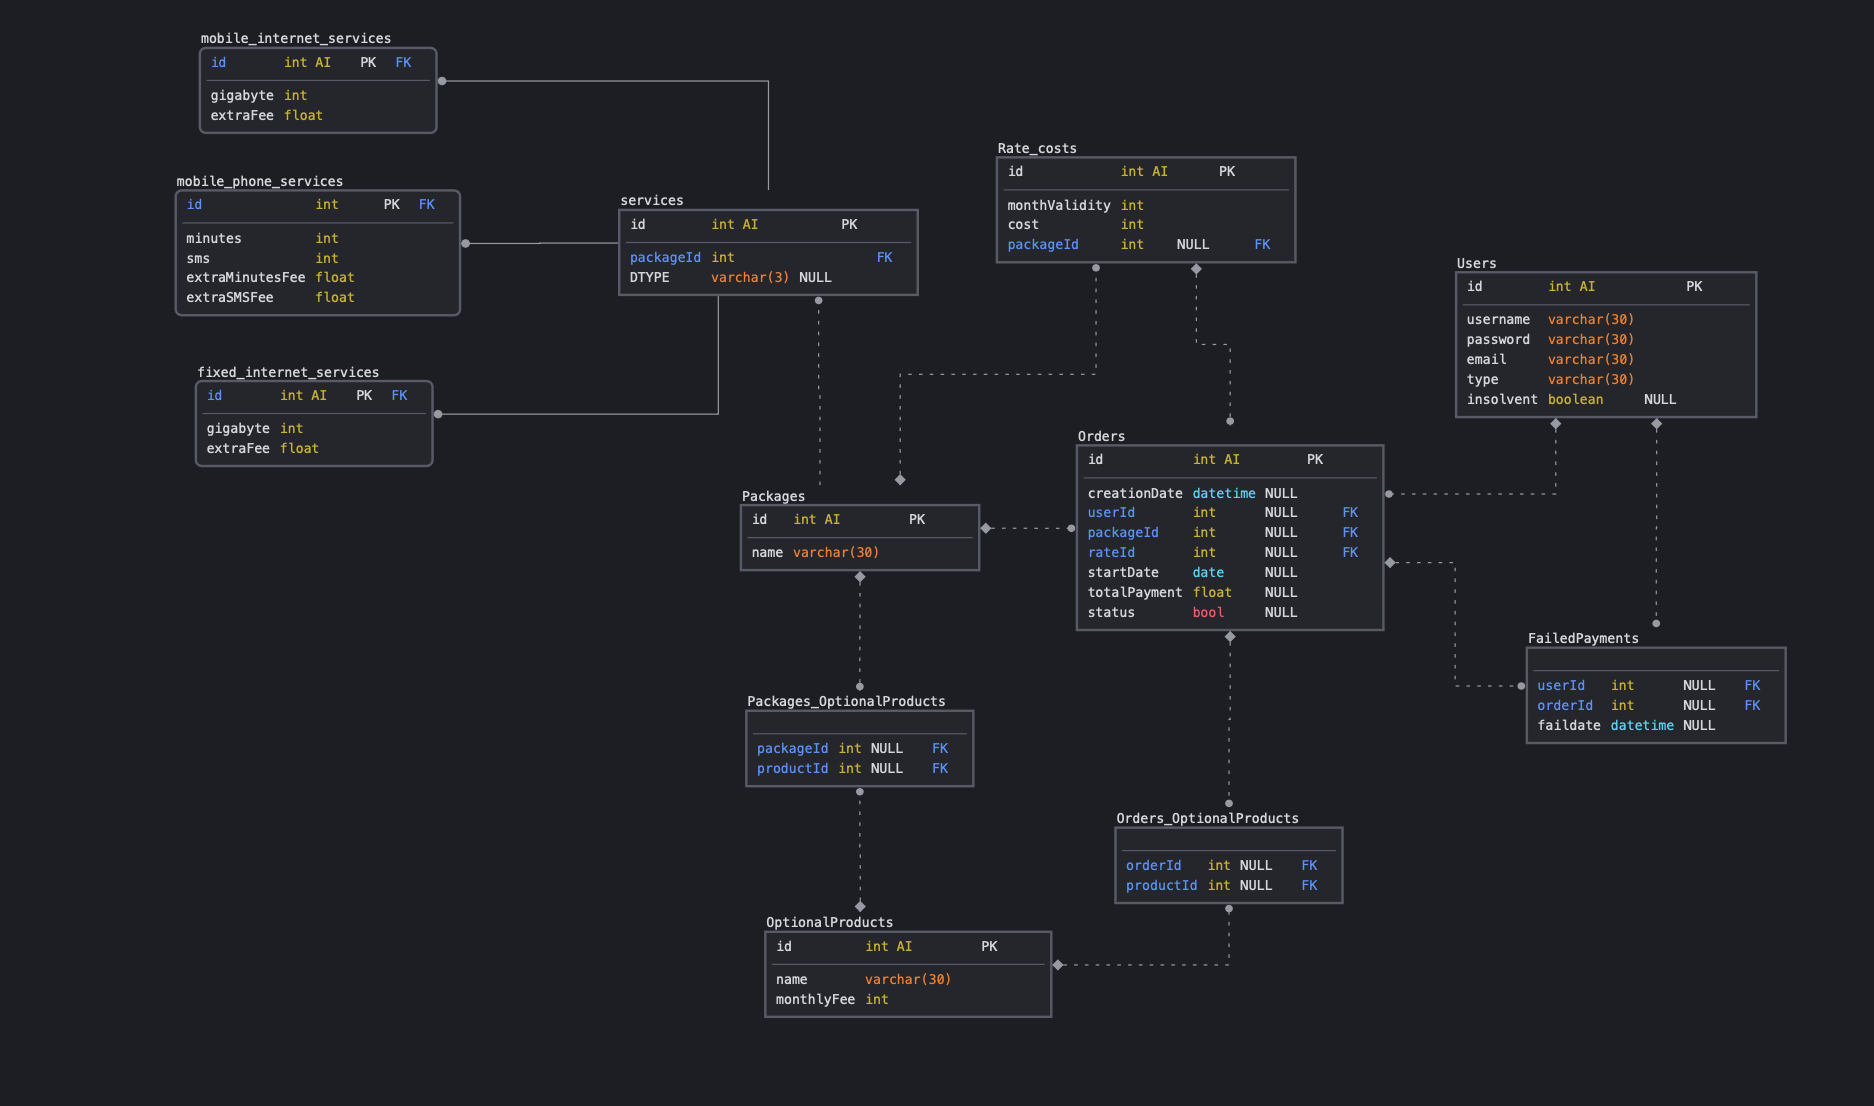 mobile_internet_services
id int AI PK FK
gigabyte int
extraFee float
mobile_phone_services
id int PK FK
minutes int
sms int
extraMinutesFee float
extraSMSFee float
fixed_internet_services
id int AI PK FK
gigabyte int
extraFee float
services
id int AI PK
packageId int FK
DTYPE varchar(3) NULL
Rate_costs
id int AI PK
monthValidity int
cost int
packageId int NULL FK
Users
id int AI PK
username varchar(30)
password varchar(30)
email varchar(30)
type varchar(30)
insolvent boolean NULL
Orders
id int AI PK
creationDate datetime NULL
userId int NULL FK
packageId int NULL FK
rateId int NULL FK
startDate date NULL
totalPayment float NULL
status bool NULL
Packages
id int AI PK
name varchar(30)
FailedPayments
userId int NULL FK
orderId int NULL FK
faildate datetime NULL
Packages_OptionalProducts
packageId int NULL FK
productId int NULL FK
Orders_OptionalProducts
orderId int NULL FK
productId int NULL FK
OptionalProducts
id int AI PK
name varchar(30)
monthlyFee int